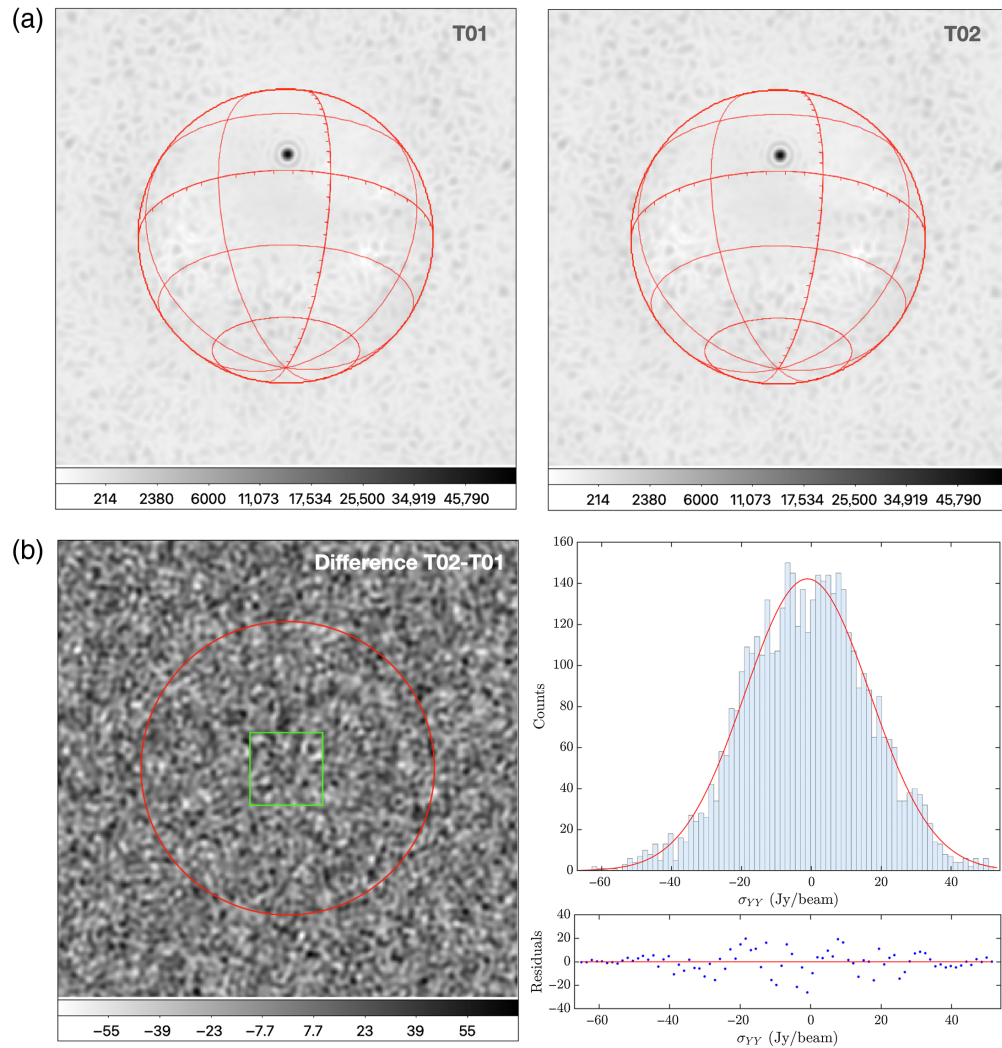 (a)
T01
T02
214 2380 6000 11,073 17,534 25,500 34,919 45,790
214 2380 6000 11,073 17,534 25,500 34,919 45,790
(b)
Difference T02-T01
−55 −39 −23 −7.7 7.7 23 39 55
160
140
120
100
80
60
40
20
0
Counts
−60 −40 −20 0 20 40
σYY (Jy/beam)
40
20
0
−20
−40
Residuals
−60 −40 −20 0 20 40
σYY (Jy/beam)